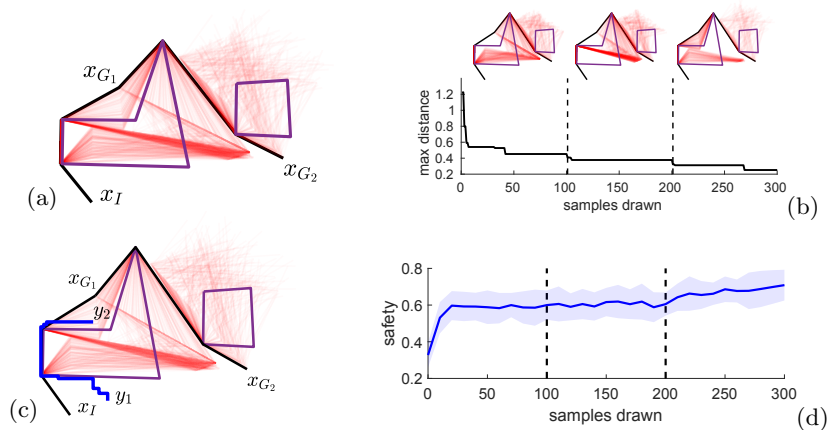 x_{G_1}
x_{G_2}
x_I
(a)
max distance
1.2
1.0
0.8
0.6
0.4
0.2
0 50 100 150 200 250 300
samples drawn
(b)
x_{G_1}
y_2
x_{G_2}
x_I
y_1
(c)
safety
0.8
0.6
0.4
0.2
0 50 100 150 200 250 300
samples drawn
(d)